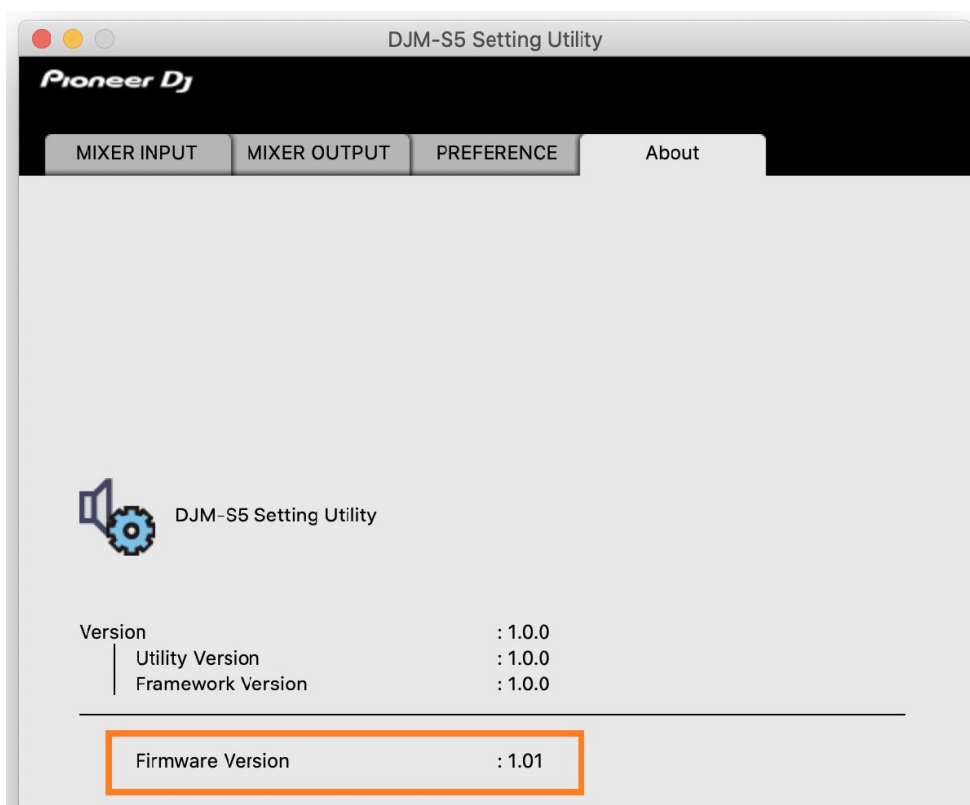 DJM-S5 Setting Utility
Pioneer Dj
MIXER INPUT MIXER OUTPUT PREFERENCE About
DJM-S5 Setting Utility
Version : 1.0.0
Utility Version : 1.0.0
Framework Version : 1.0.0
Firmware Version : 1.01